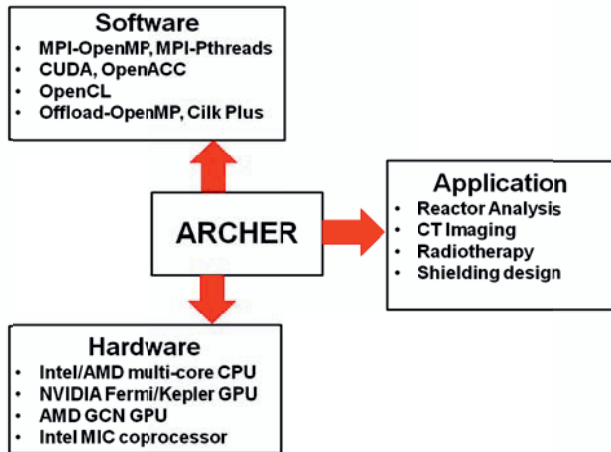 Software
• MPI-OpenMP, MPI-Pthreads
• CUDA, OpenACC
• OpenCL
• Offload-OpenMP, Cilk Plus
ARCHER
Application
• Reactor Analysis
• CT Imaging
• Radiotherapy
• Shielding design
Hardware
• Intel/AMD multi-core CPU
• NVIDIA Fermi/Kepler GPU
• AMD GCN GPU
• Intel MIC coprocessor